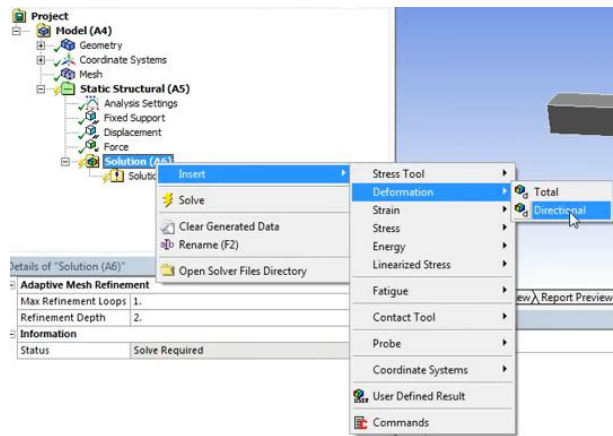 Project
Model (A4)
Geometry
Coordinate Systems
Mesh
Static Structural (A5)
Analysis Settings
Fixed Support
Displacement
Force
Solution (A6)
Solutio
Insert
Solve
Clear Generated Data
Rename (F2)
Open Solver Files Directory
Stress Tool
Deformation
Strain
Stress
Energy
Linearized Stress
Fatigue
Contact Tool
Probe
Coordinate Systems
User Defined Result
Commands
Total
Directional
Details of "Solution (A6)"
Adaptive Mesh Refinement
Max Refinement Loops 1.
Refinement Depth 2.
Information
Status Solve Required
ew Report Preview